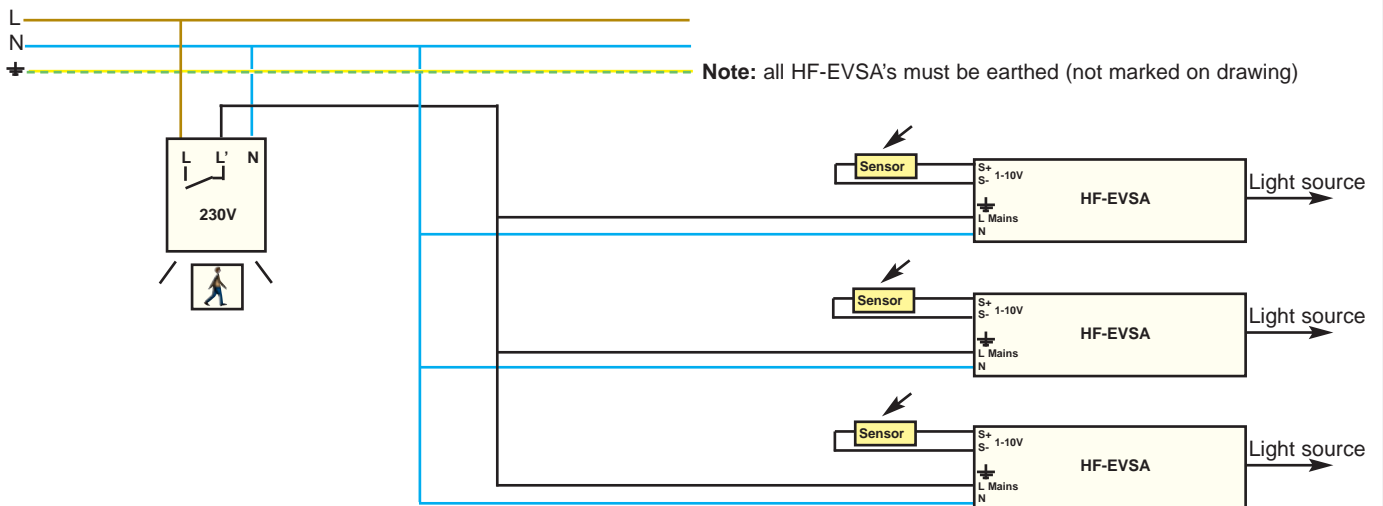 L
N
Note: all HF-EVSA's must be earthed (not marked on drawing)
L L' N
230V
Sensor
S+
S- 1-10V
HF-EVSA
Light source
L Mains
N
Sensor
S+
S- 1-10V
HF-EVSA
Light source
L Mains
N
Sensor
S+
S- 1-10V
HF-EVSA
Light source
L Mains
N